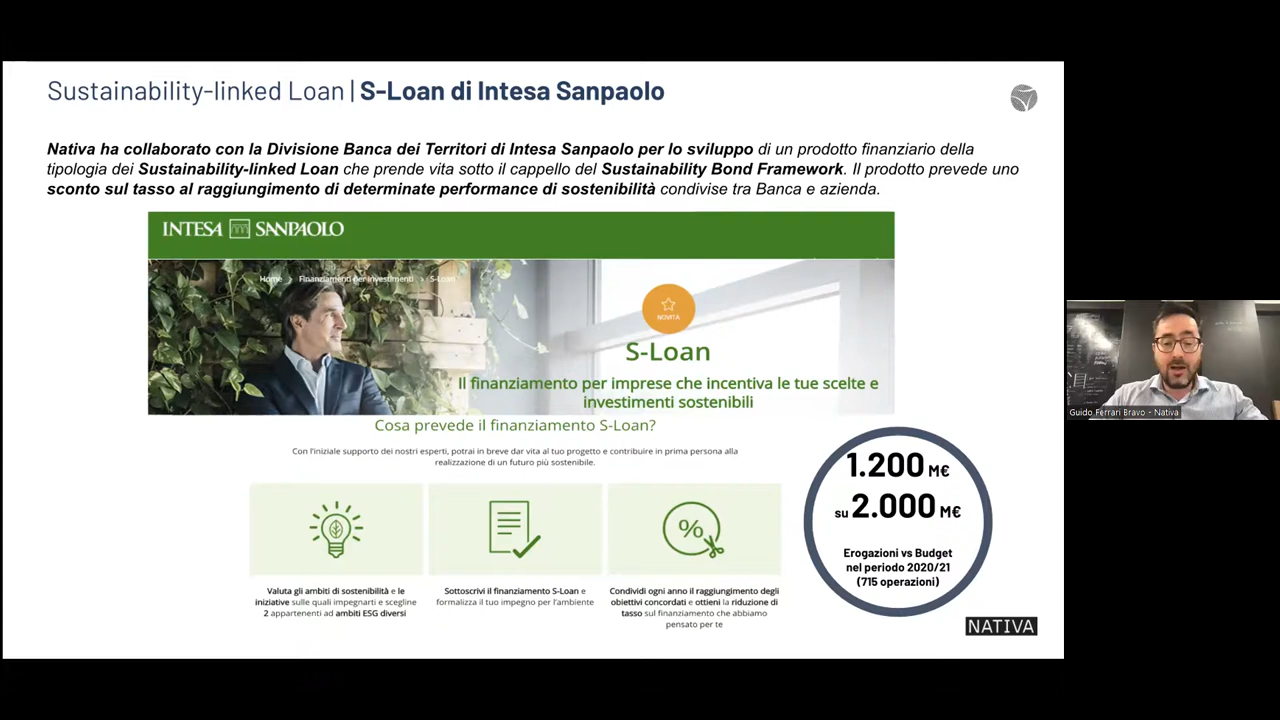 Sustainability-linked Loan | S-Loan di Intesa Sanpaolo
Nativa ha collaborato con la Divisione Banca dei Territori di Intesa Sanpaolo per lo sviluppo di un prodotto finanziario della
tipologia dei Sustainability-linked Loan che prende vita sotto il cappello del Sustainability Bond Framework. Il prodotto prevede uno
sconto sul tasso al raggiungimento di determinate performance di sostenibilità condivise tra Banca e azienda.
INTESA SANPAOLO
Home > Finanziamenti per Investimenti > S-Loan
NOVITÀ
S-Loan
Il finanziamento per imprese che incentiva le tue scelte e
investimenti sostenibili
Cosa prevede il finanziamento S-Loan?
Con l'iniziale supporto dei nostri esperti, potrai in breve dar vita al tuo progetto e contribuire in prima persona alla
realizzazione di un futuro più sostenibile.
%
Valuta gli ambiti di sostenibilità e le
iniziative sulle quali impegnarti e scegline
2 appartenenti ad ambiti ESG diversi
Sottoscrivi il finanziamento S-Loan e
formalizza il tuo impegno per l'ambiente
Condividi ogni anno il raggiungimento degli
obiettivi concordati e ottieni la riduzione di
tasso sul finanziamento che abbiamo
pensato per te
1.200 M€
su 2.000 M€
Erogazioni vs Budget
nel periodo 2020/21
(715 operazioni)
NATIVA
Guido Ferrari Bravo - Nativa